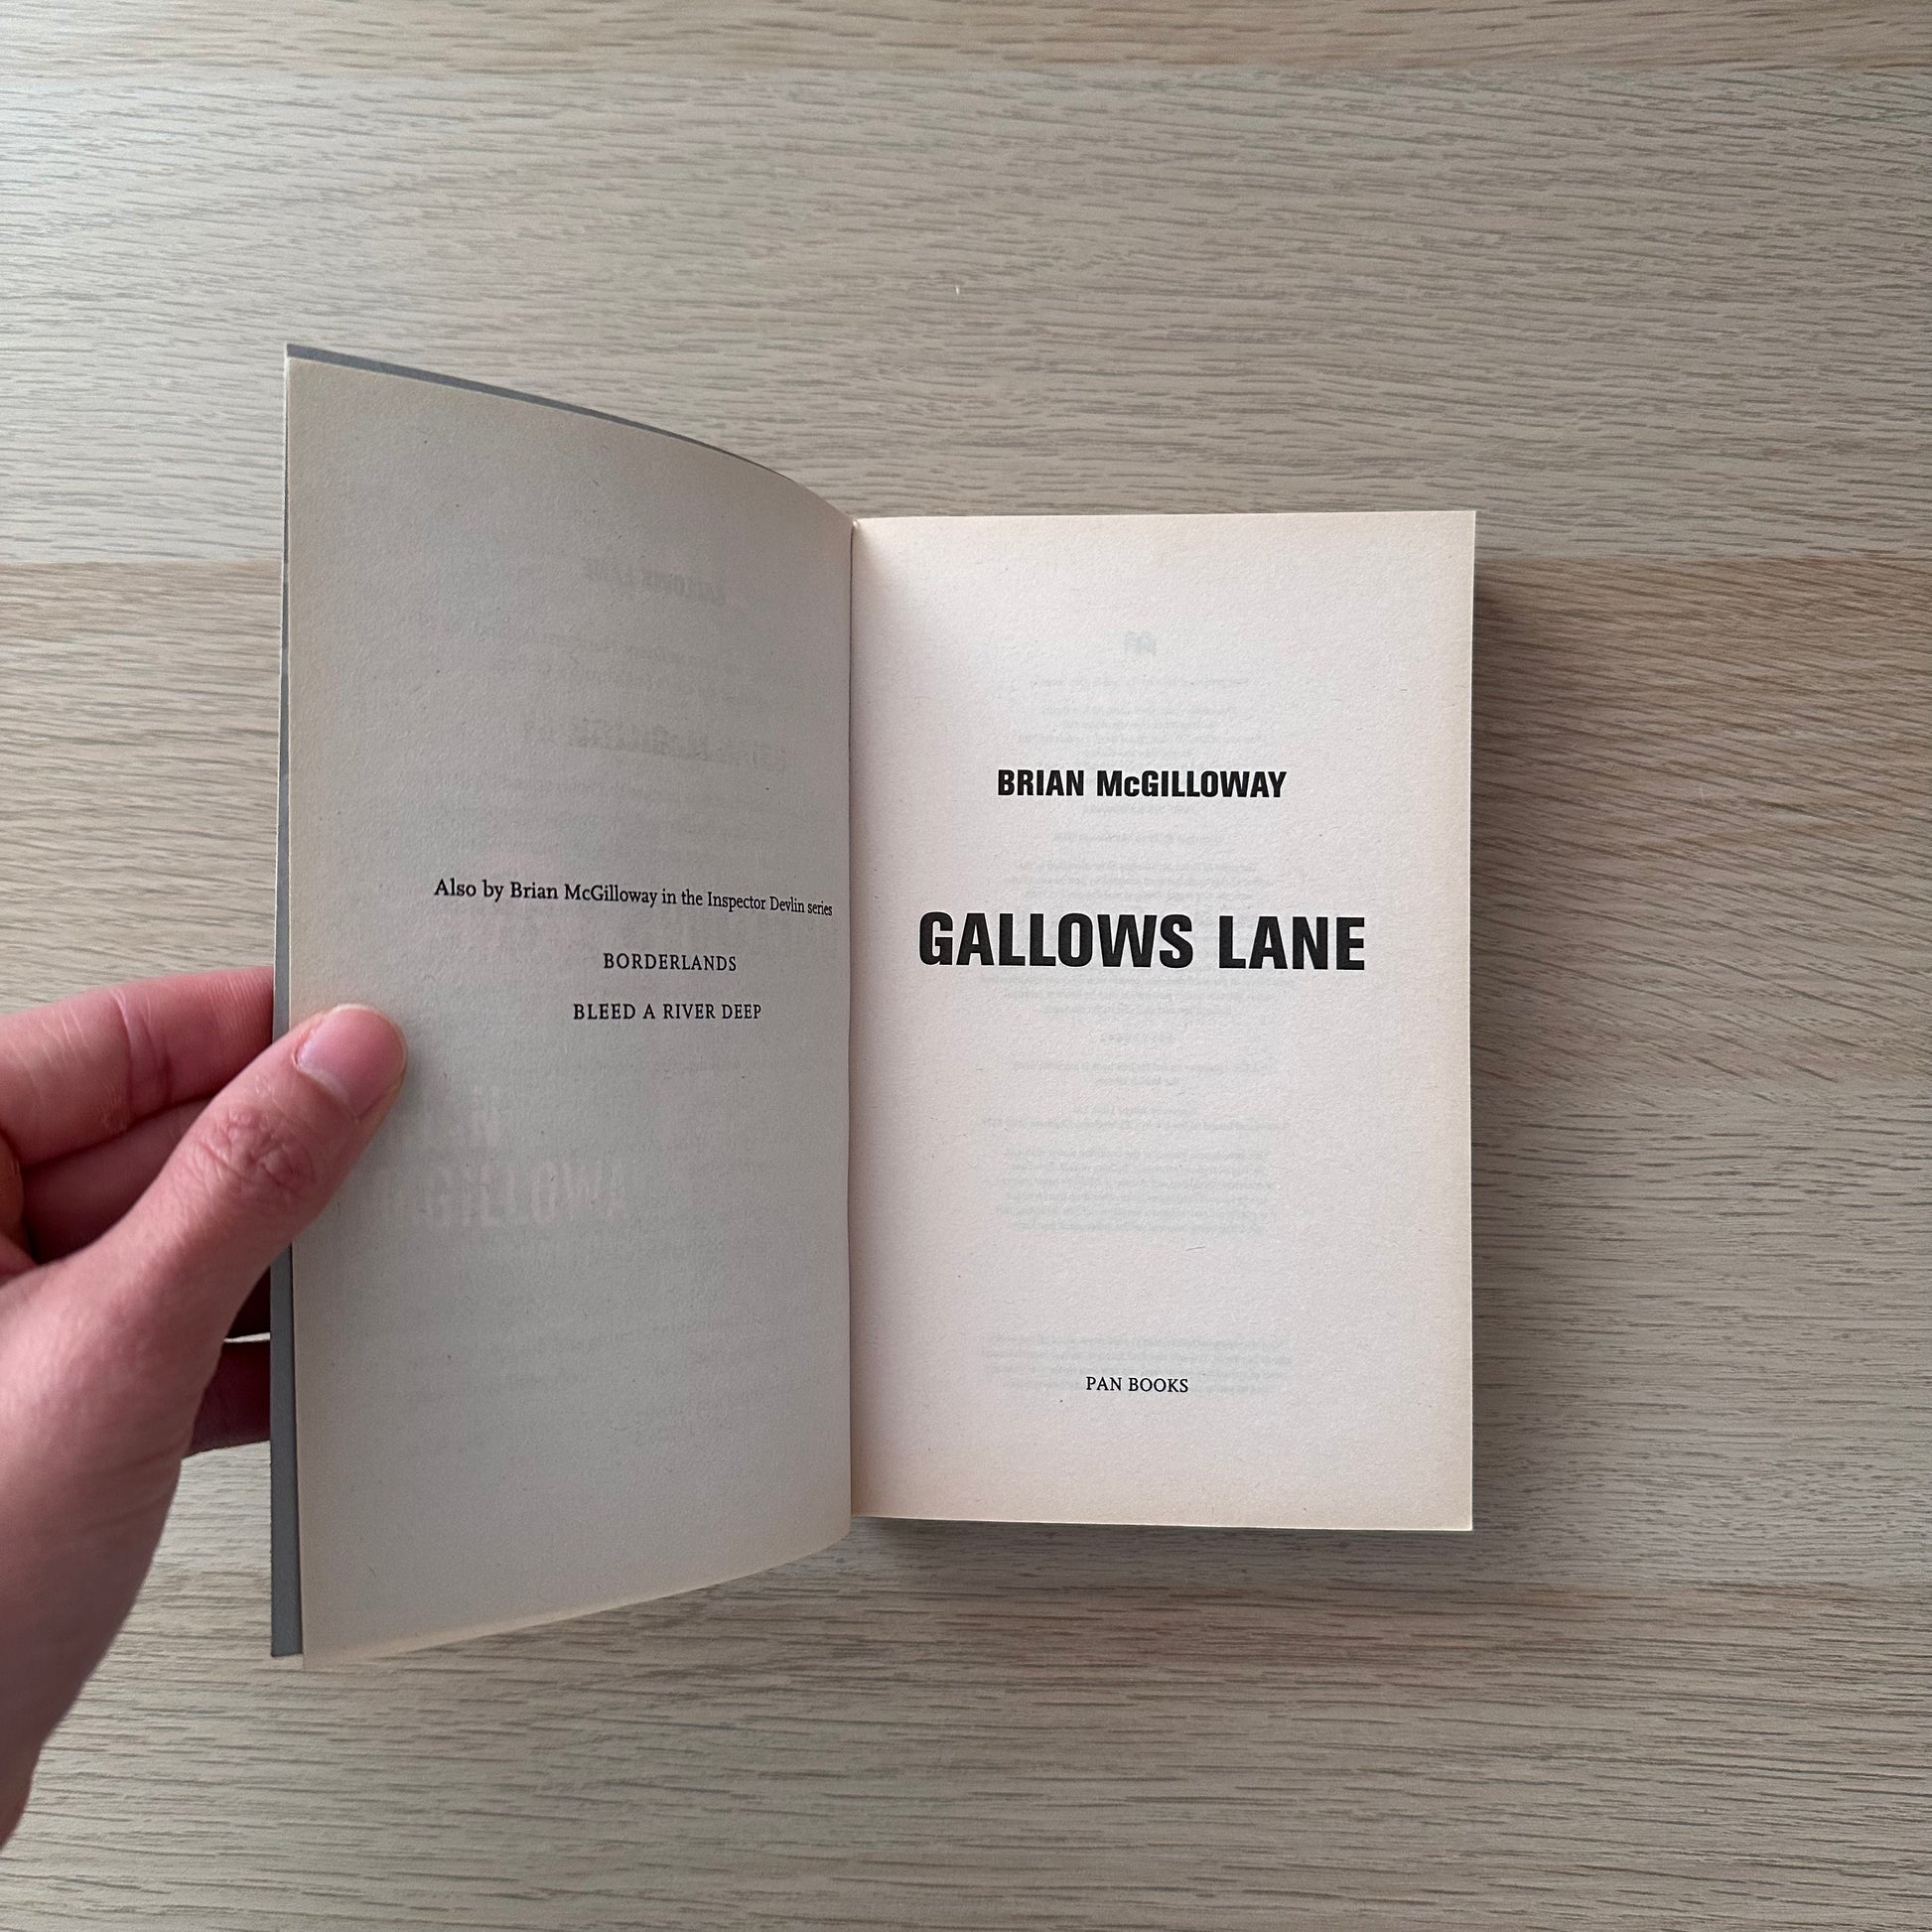 Also by Brian McGilloway in the Inspector Devlin series
BORDERLANDS
BLEED A RIVER DEEP
BRIAN McGILLOWAY
GALLOWS LANE
PAN BOOKS